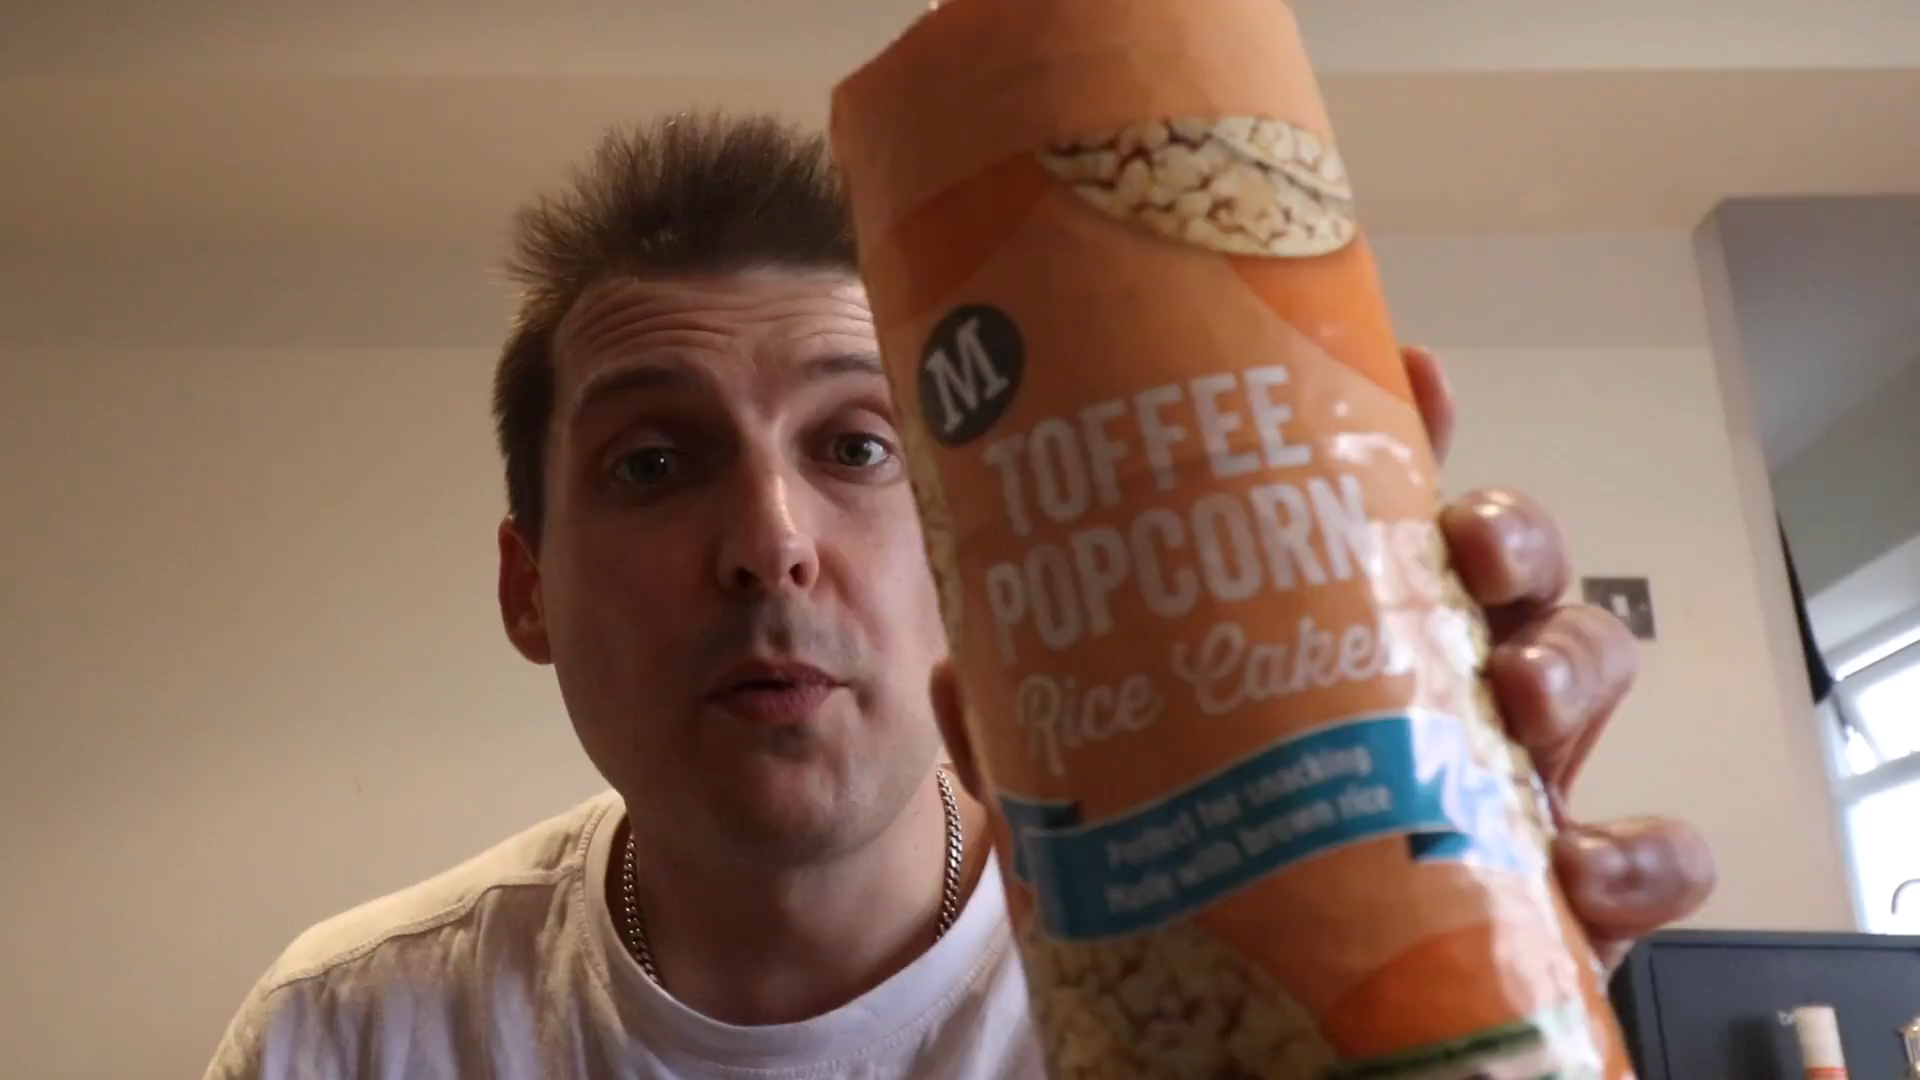 M
TOFFEE
POPCORN
Rice Cakes
Perfect for snacking
Made with brown rice